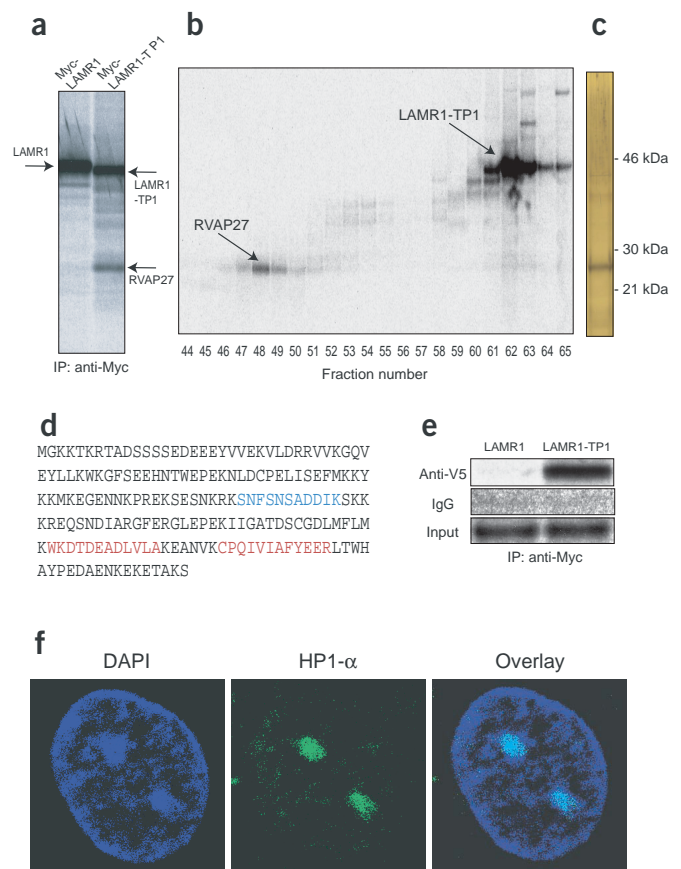 a
b
c
Myc-
LAMR1
Myc-
LAMR1-T P1
LAMR1
LAMR1
-TP1
RVAP27
IP: anti-Myc
LAMR1-TP1
RVAP27
44 45 46 47 48 49 50 51 52 53 54 55 56 57 58 59 60 61 62 63 64 65
Fraction number
- 46 kDa
- 30 kDa
- 21 kDa
d
MGKKTKRTADSSSSEDEEEYVVEKVLDRRVVKGQV
EYLLKWKGFSEEHNTWEPEKNLDCPELISEFMKKY
KKMKEGENNKPREKSESNKRKSNFSNSADDIKSKK
KREQSNDIARGFERGLEPEKIIGATDSCGDLMFLM
KWKDTDEADLVLAKEANVKCPQIVIAFYEERLTWH
AYPEDAENKEKETAKS
e
LAMR1 LAMR1-TP1
Anti-V5
IgG
Input
IP: anti-Myc
f
DAPI HP1-α Overlay